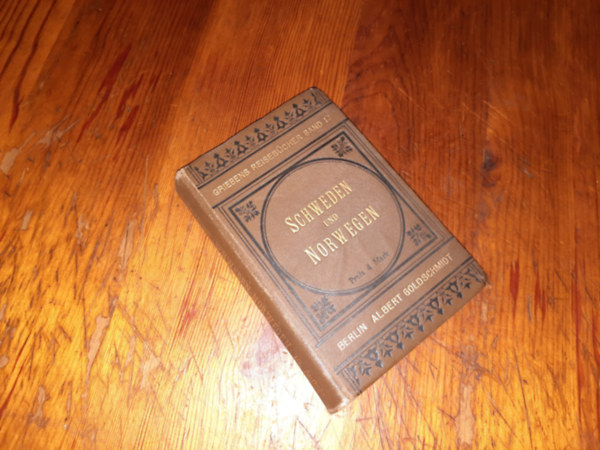 GRIEBENS REISEBÜCHER BAND
SCHWEDEN
UND
NORWEGEN
Preis 4 Mark
BERLIN ALBERT GOLDSCHMIDT